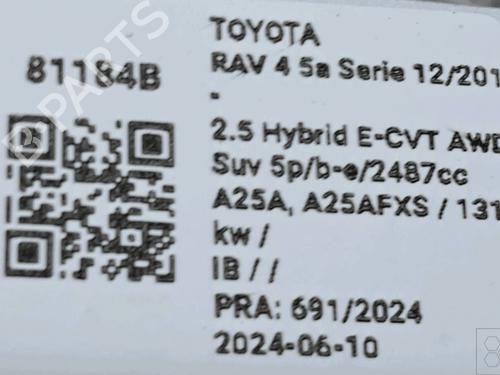 TOYOTA
81184B
RAV 4 5a Serie 12/201
-
2.5 Hybrid E-CVT AWD
Suv 5p/b-e/2487cc
A25A, A25AFXS / 131
kw /
IB / /
PRA: 691/2024
2024-06-10
B-PARTS